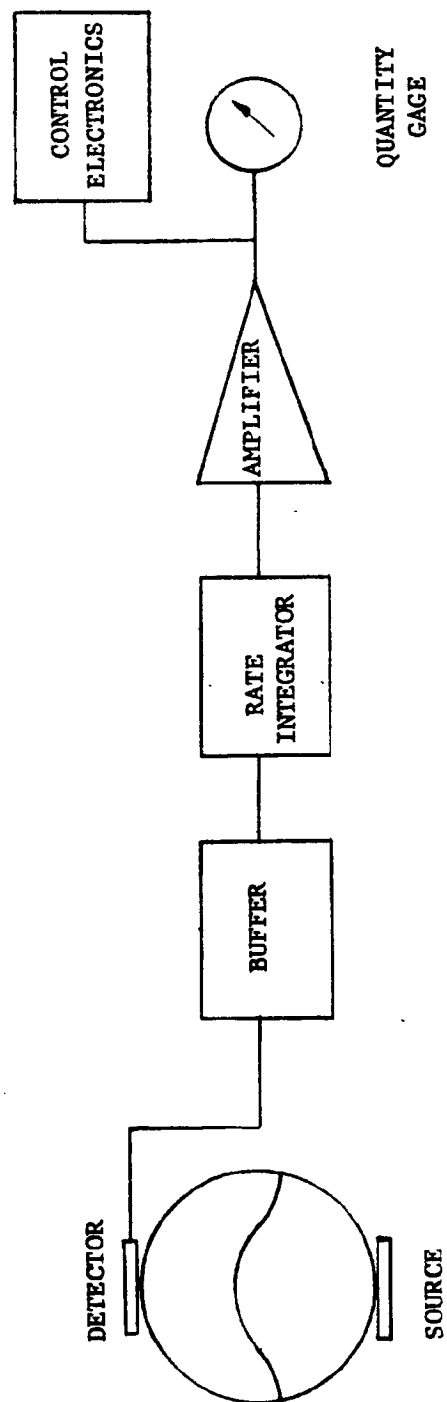 DETECTOR
SOURCE
BUFFER
RATE
INTEGRATOR
AMPLIFIER
CONTROL
ELECTRONICS
QUANTITY
GAGE